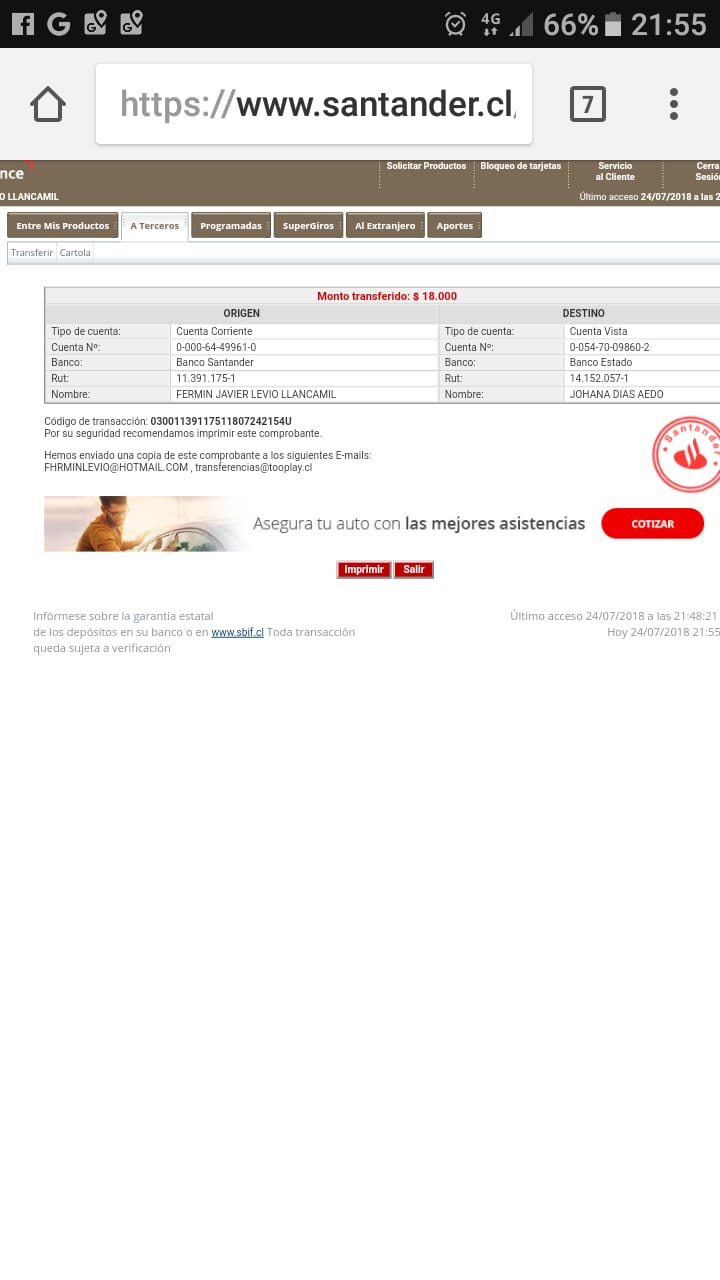 4G 66% 21:55
https://www.santander.cl/
7
nce
Solicitar Productos Bloqueo de tarjetas Servicio al Cliente
O LLANCAMIL
Último acceso 24/07/2018 a las 2
Entre Mis Productos A Terceros Programadas SuperGiros Al Extranjero Aportes
Transferir Cartola
Monto transferido: $ 18.000
ORIGEN DESTINO
Tipo de cuenta: Cuenta Corriente Tipo de cuenta: Cuenta Vista
Cuenta Nº: 0-000-64-49961-0 Cuenta Nº: 0-054-70-09860-2
Banco: Banco Santander Banco: Banco Estado
Rut: 11.391.175-1 Rut: 14.152.057-1
Nombre: FERMIN JAVIER LEVIO LLANCAMIL Nombre: JOHANA DIAS AEDO
Código de transacción: 0300113911751180724 2154U
Por su seguridad recomendamos imprimir este comprobante.
Hemos enviado una copia de este comprobante a los siguientes E-mails:
FHRMINLEVIO@HOTMAIL.COM , transferencias@tooplay.cl
Santander
Asegura tu auto con las mejores asistencias COTIZAR
Imprimir Salir
Infórmese sobre la garantía estatal
de los depósitos en su banco o en www.sbif.cl Toda transacción
queda sujeta a verificación
Último acceso 24/07/2018 a las 21:48:21
Hoy 24/07/2018 21:55